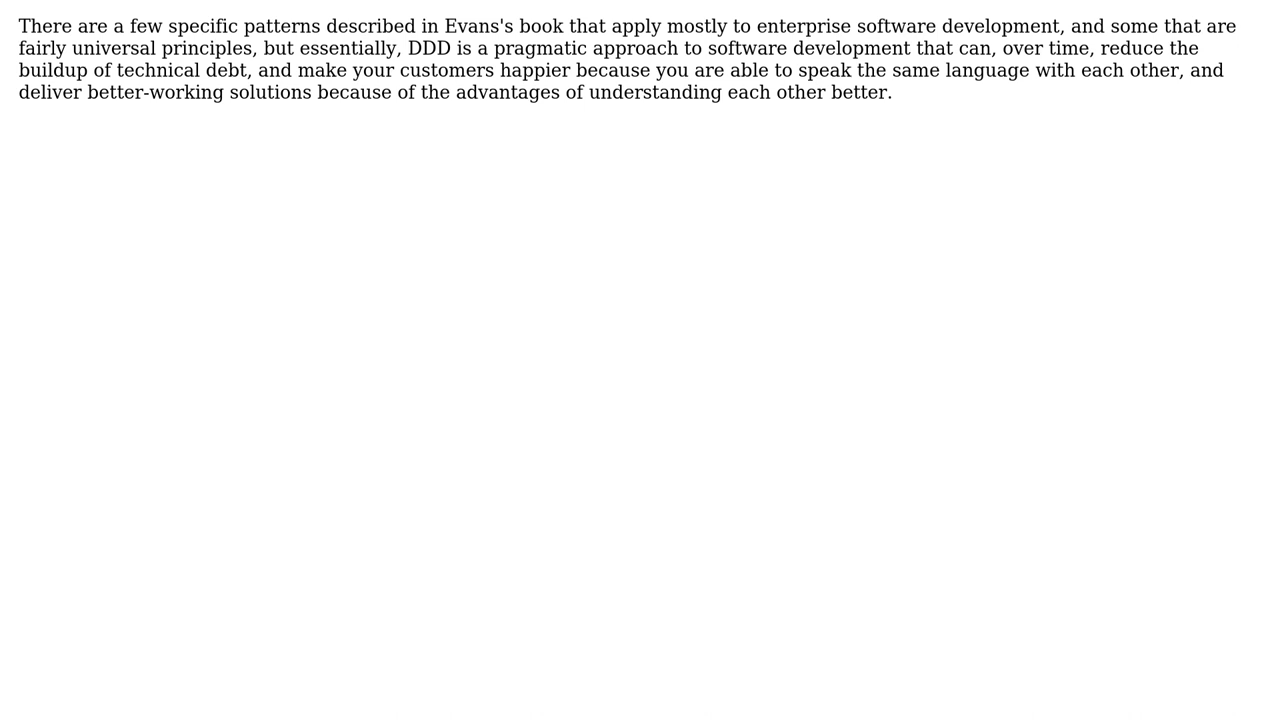 There are a few specific patterns described in Evans's book that apply mostly to enterprise software development, and some that are
fairly universal principles, but essentially, DDD is a pragmatic approach to software development that can, over time, reduce the
buildup of technical debt, and make your customers happier because you are able to speak the same language with each other, and
deliver better-working solutions because of the advantages of understanding each other better.